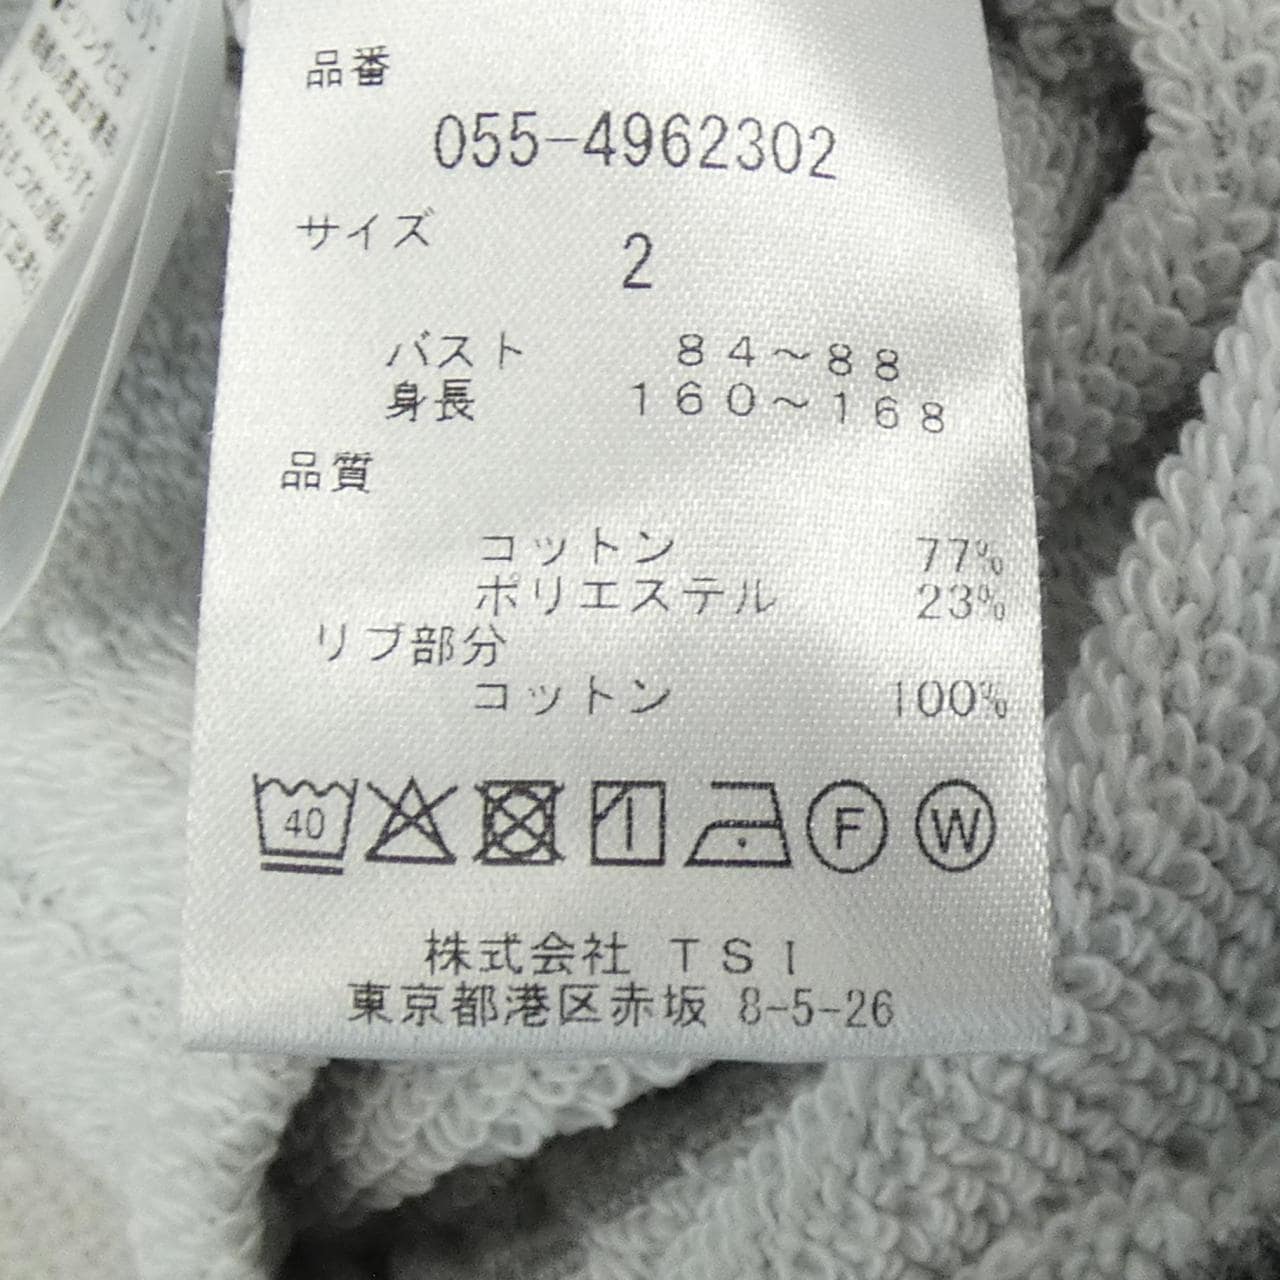 品番
055-4962302
サイズ
2
バスト 84～88
身長 160～168
品質
コットン 77%
ポリエステル 23%
リブ部分
コットン 100%
40
F
W
株式会社 TSI
東京都港区赤坂 8-5-26